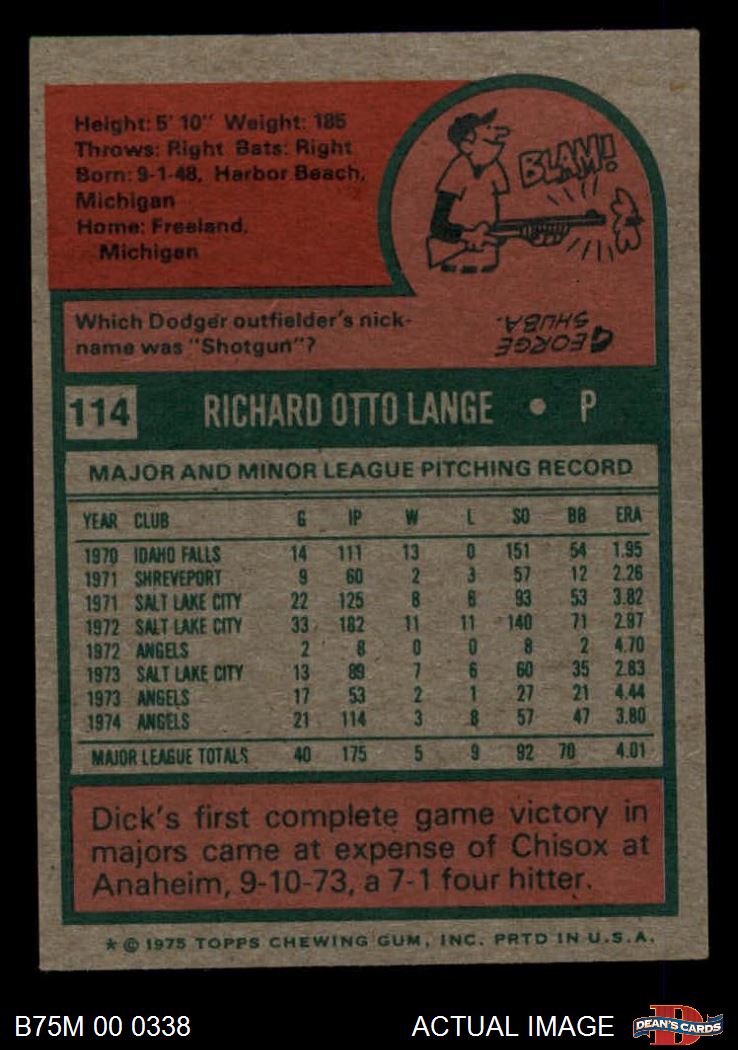 Height: 5' 10" Weight: 185
Throws: Right Bats: Right
Born: 9-1-48, Harbor Beach,
Michigan
Home: Freeland,
Michigan
BLAM!
Which Dodger outfielder's nick-
name was "Shotgun"?
GEORGE
SHUBA.
114 RICHARD OTTO LANGE • P
MAJOR AND MINOR LEAGUE PITCHING RECORD
YEAR CLUB G IP W L SO BB ERA
1970 IDAHO FALLS 14 111 13 0 151 54 1.95
1971 SHREVEPORT 9 60 2 3 57 12 2.26
1971 SALT LAKE CITY 22 125 8 6 93 53 3.82
1972 SALT LAKE CITY 33 182 11 11 140 71 2.97
1972 ANGELS 2 8 0 0 8 2 4.70
1973 SALT LAKE CITY 13 89 7 6 60 35 2.83
1973 ANGELS 17 53 2 1 27 21 4.44
1974 ANGELS 21 114 3 8 57 47 3.80
MAJOR LEAGUE TOTALS 40 175 5 9 92 70 4.01
Dick's first complete game victory in
majors came at expense of Chisox at
Anaheim, 9-10-73, a 7-1 four hitter.
* © 1975 TOPPS CHEWING GUM, INC. PRTD IN U.S.A.
B75M 00 0338 ACTUAL IMAGE DEAN'S CARDS